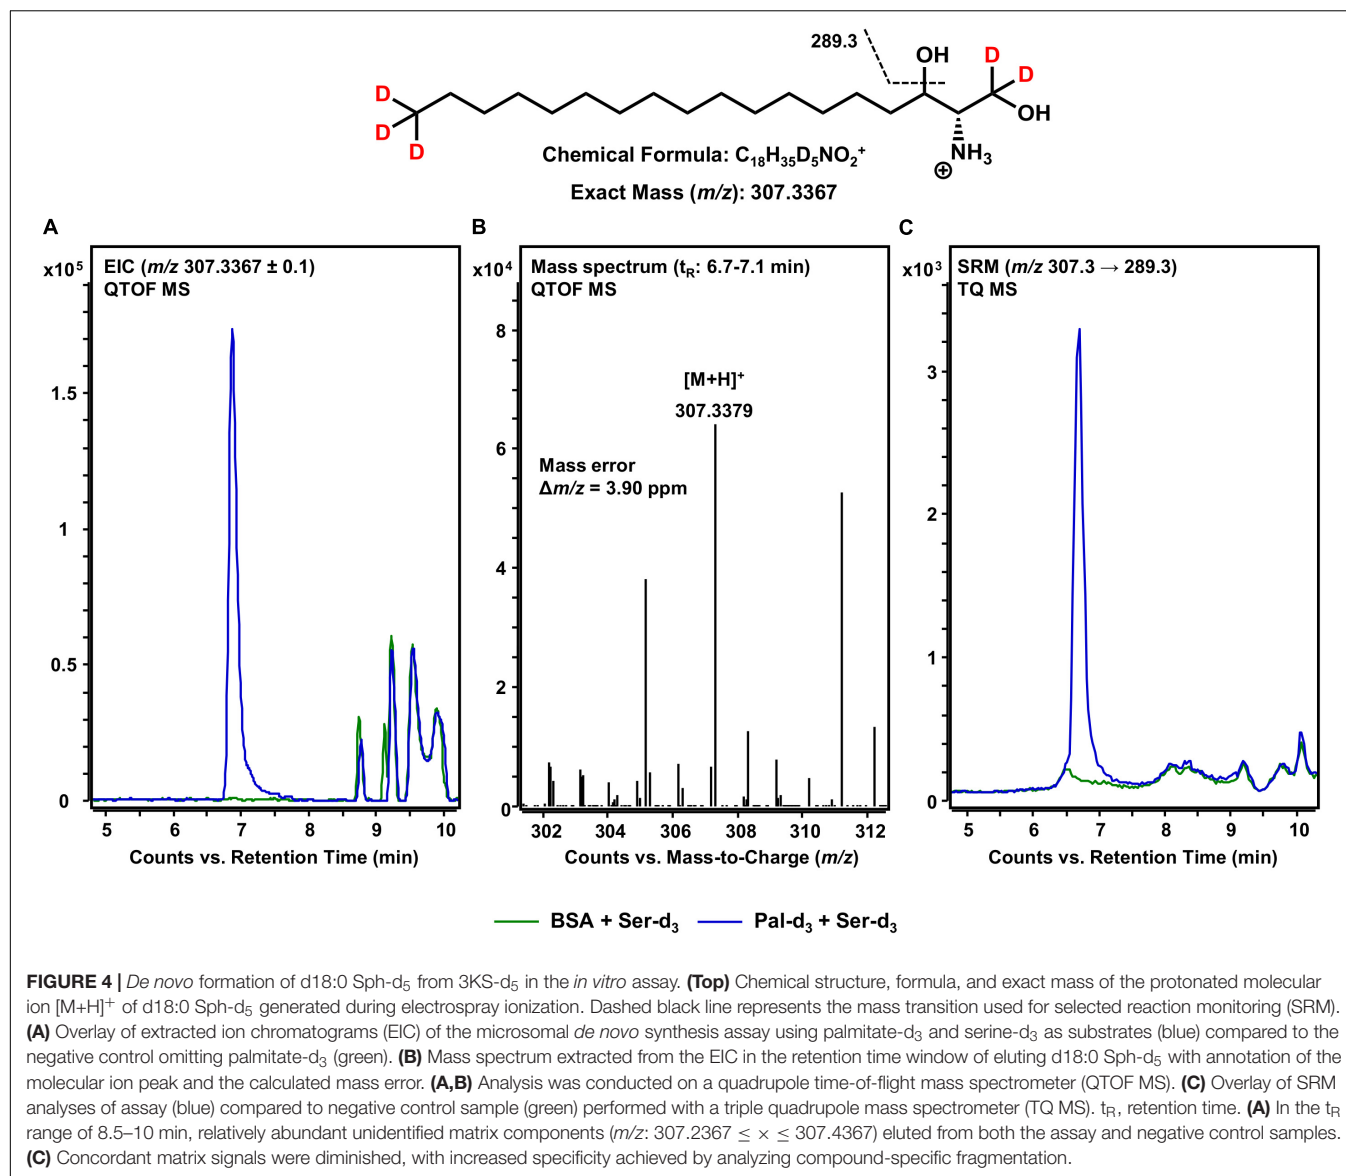 289.3
OH
D
D
OH
NH3
⊕
D
D
D
Chemical Formula: C18H35D5NO2+
Exact Mass (m/z): 307.3367
A
x10^5
EIC (m/z 307.3367 ± 0.1)
QTOF MS
1.5
1
0.5
0
5 6 7 8 9 10
Counts vs. Retention Time (min)
B
x10^4
Mass spectrum (tR: 6.7-7.1 min)
QTOF MS
8
[M+H]+
307.3379
6
Mass error
Δm/z = 3.90 ppm
4
2
0
302 304 306 308 310 312
Counts vs. Mass-to-Charge (m/z)
C
x10^3
SRM (m/z 307.3 → 289.3)
TQ MS
3
2
1
0
5 6 7 8 9 10
Counts vs. Retention Time (min)
BSA + Ser-d3 Pal-d3 + Ser-d3
FIGURE 4 | De novo formation of d18:0 Sph-d5 from 3KS-d5 in the in vitro assay. (Top) Chemical structure, formula, and exact mass of the protonated molecular
ion [M+H]+ of d18:0 Sph-d5 generated during electrospray ionization. Dashed black line represents the mass transition used for selected reaction monitoring (SRM).
(A) Overlay of extracted ion chromatograms (EIC) of the microsomal de novo synthesis assay using palmitate-d3 and serine-d3 as substrates (blue) compared to the
negative control omitting palmitate-d3 (green). (B) Mass spectrum extracted from the EIC in the retention time window of eluting d18:0 Sph-d5 with annotation of the
molecular ion peak and the calculated mass error. (A,B) Analysis was conducted on a quadrupole time-of-flight mass spectrometer (QTOF MS). (C) Overlay of SRM
analyses of assay (blue) compared to negative control sample (green) performed with a triple quadrupole mass spectrometer (TQ MS). tR, retention time. (A) In the tR
range of 8.5–10 min, relatively abundant unidentified matrix components (m/z: 307.2367 ≤ × ≤ 307.4367) eluted from both the assay and negative control samples.
(C) Concordant matrix signals were diminished, with increased specificity achieved by analyzing compound-specific fragmentation.